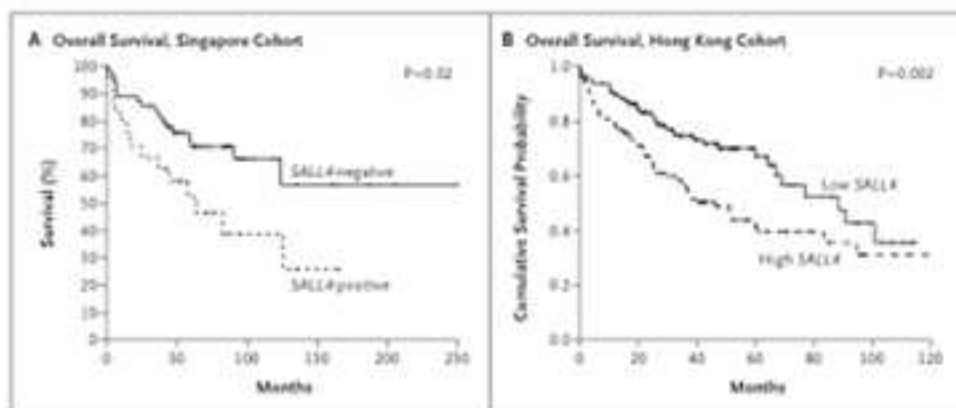 A Overall Survival, Singapore Cohort
P=0.02
100
90
80
70
60
50
40
30
20
10
0
Survival (%)
SALL4-negative
SALL4-positive
0 50 100 150 200 250
Months
B Overall Survival, Hong Kong Cohort
P=0.002
1.0
0.8
0.6
0.4
0.2
0.0
Cumulative Survival Probability
Low SALL4
High SALL4
0 20 40 60 80 100 120
Months